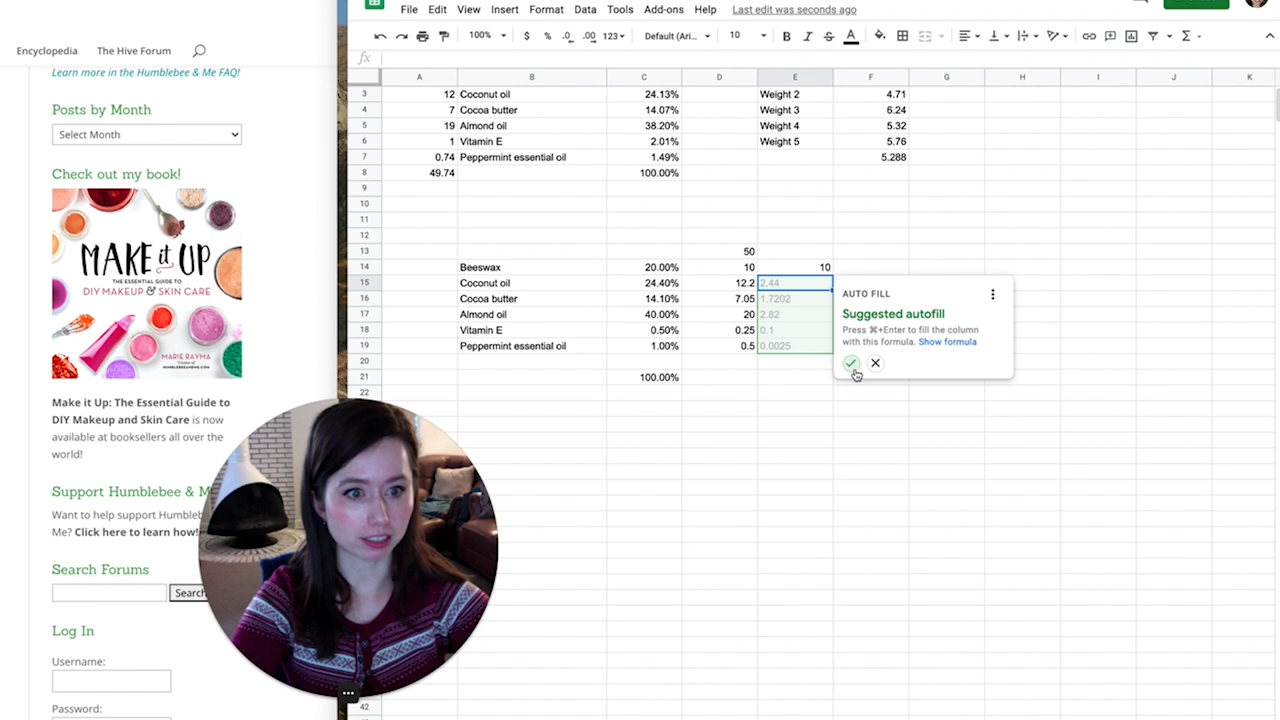 Encyclopedia The Hive Forum
Learn more in the Humblebee & Me FAQ!
Posts by Month
Select Month
Check out my book!
MAKE it UP
THE ESSENTIAL GUIDE TO
DIY MAKEUP & SKIN CARE
MARIE RAYMA
Make it Up: The Essential Guide to
DIY Makeup and Skin Care is now
available at booksellers all over the
world!
Support Humblebee & M
Want to help support Humbleb
Me? Click here to learn how!
Search Forums
Search
Log In
Username:
Password:
File Edit View Insert Format Data Tools Add-ons Help Last edit was seconds ago
100% $ % .0 .00 123 Default (Ari... 10 B I S A
fx
A B C D E F G H I J K
3 12 Coconut oil 24.13% Weight 2 4.71
4 7 Cocoa butter 14.07% Weight 3 6.24
5 19 Almond oil 38.20% Weight 4 5.32
6 1 Vitamin E 2.01% Weight 5 5.76
7 0.74 Peppermint essential oil 1.49% 5.288
8 49.74 100.00%
9
10
11
12
13 50
14 Beeswax 20.00% 10 10
15 Coconut oil 24.40% 12.2 2.44
16 Cocoa butter 14.10% 7.05 1.7202
17 Almond oil 40.00% 20 2.82
18 Vitamin E 0.50% 0.25 0.1
19 Peppermint essential oil 1.00% 0.5 0.0025
20
21 100.00%
22
42
AUTO FILL
Suggested autofill
Press ⌘+Enter to fill the column
with this formula. Show formula